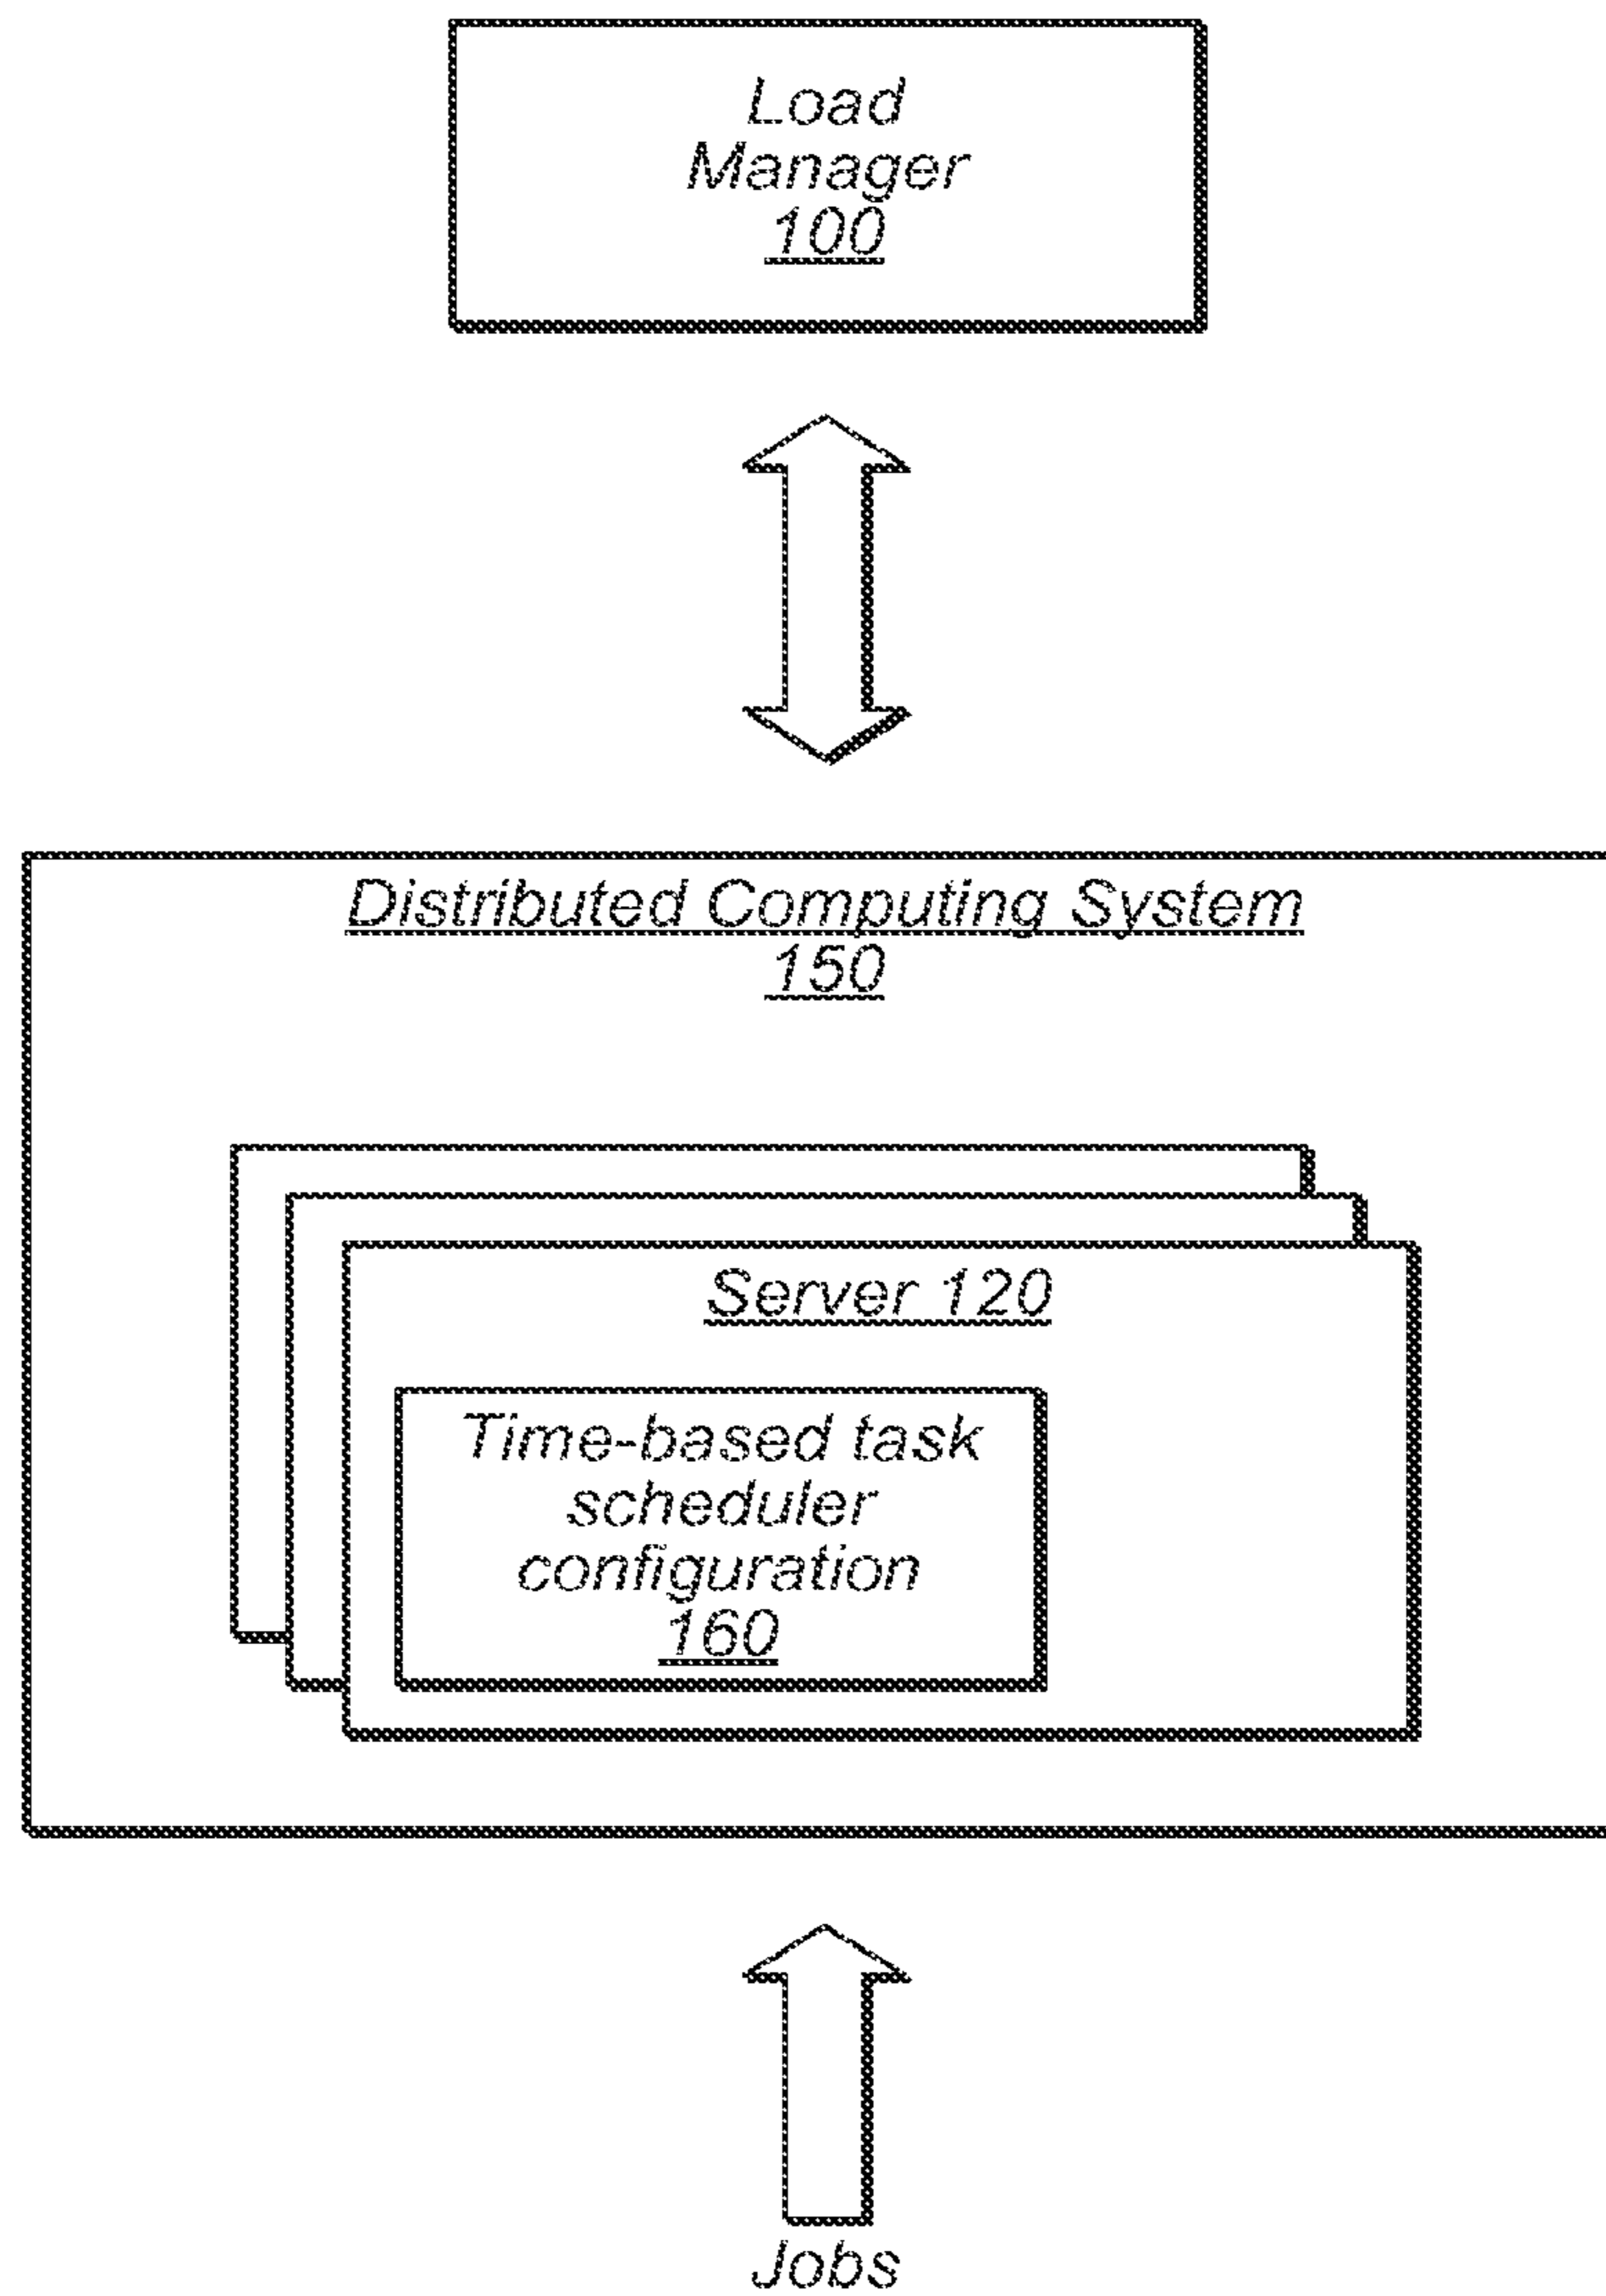 Load
Manager
100
Distributed Computing System
150
Server 120
Time-based task
scheduler
configuration
160
Jobs